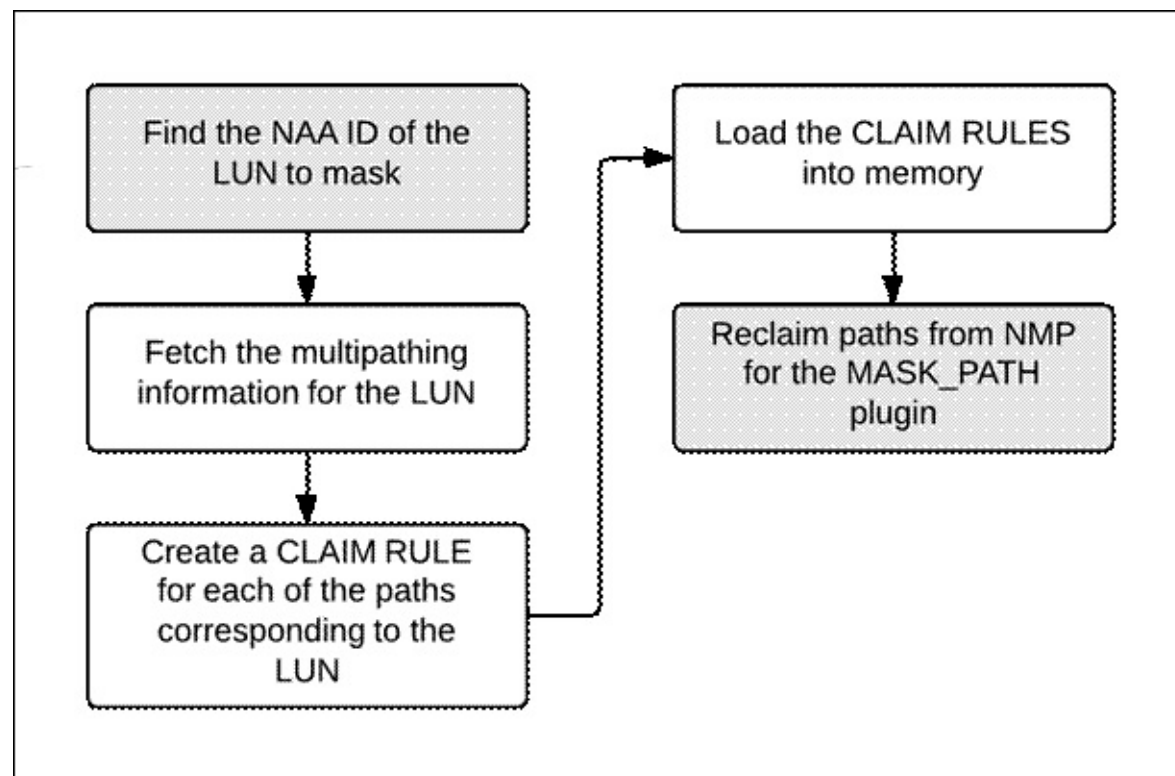 Find the NAA ID of the
LUN to mask
Fetch the multipathing
information for the LUN
Create a CLAIM RULE
for each of the paths
corresponding to the
LUN
Load the CLAIM RULES
into memory
Reclaim paths from NMP
for the MASK_PATH
plugin